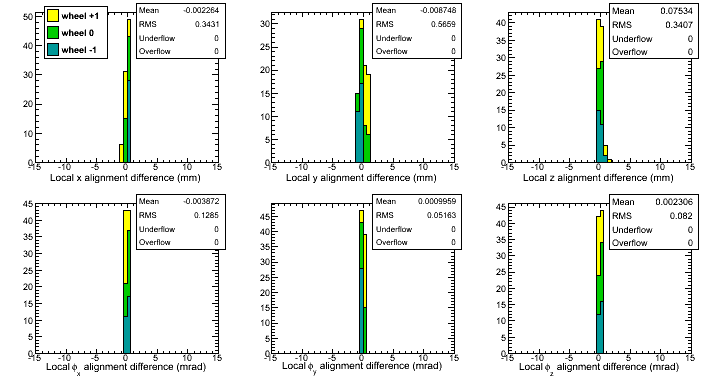 wheel +1
wheel 0
wheel -1
Mean -0.002264
RMS 0.3431
Underflow 0
Overflow 0
50
40
30
20
10
0
-15 -10 -5 0 5 10 15
Local x alignment difference (mm)
Mean -0.008748
RMS 0.5659
Underflow 0
Overflow 0
30
25
20
15
10
5
0
-15 -10 -5 0 5 10 15
Local y alignment difference (mm)
Mean 0.07534
RMS 0.3407
Underflow 0
Overflow 0
40
35
30
25
20
15
10
5
0
-15 -10 -5 0 5 10 15
Local z alignment difference (mm)
Mean -0.003872
RMS 0.1285
Underflow 0
Overflow 0
45
40
35
30
25
20
15
10
5
0
-15 -10 -5 0 5 10 15
Local ϕx alignment difference (mrad)
Mean 0.0009959
RMS 0.05163
Underflow 0
Overflow 0
45
40
35
30
25
20
15
10
5
0
-15 -10 -5 0 5 10 15
Local ϕy alignment difference (mrad)
Mean 0.002306
RMS 0.082
Underflow 0
Overflow 0
45
40
35
30
25
20
15
10
5
0
-15 -10 -5 0 5 10 15
Local ϕz alignment difference (mrad)